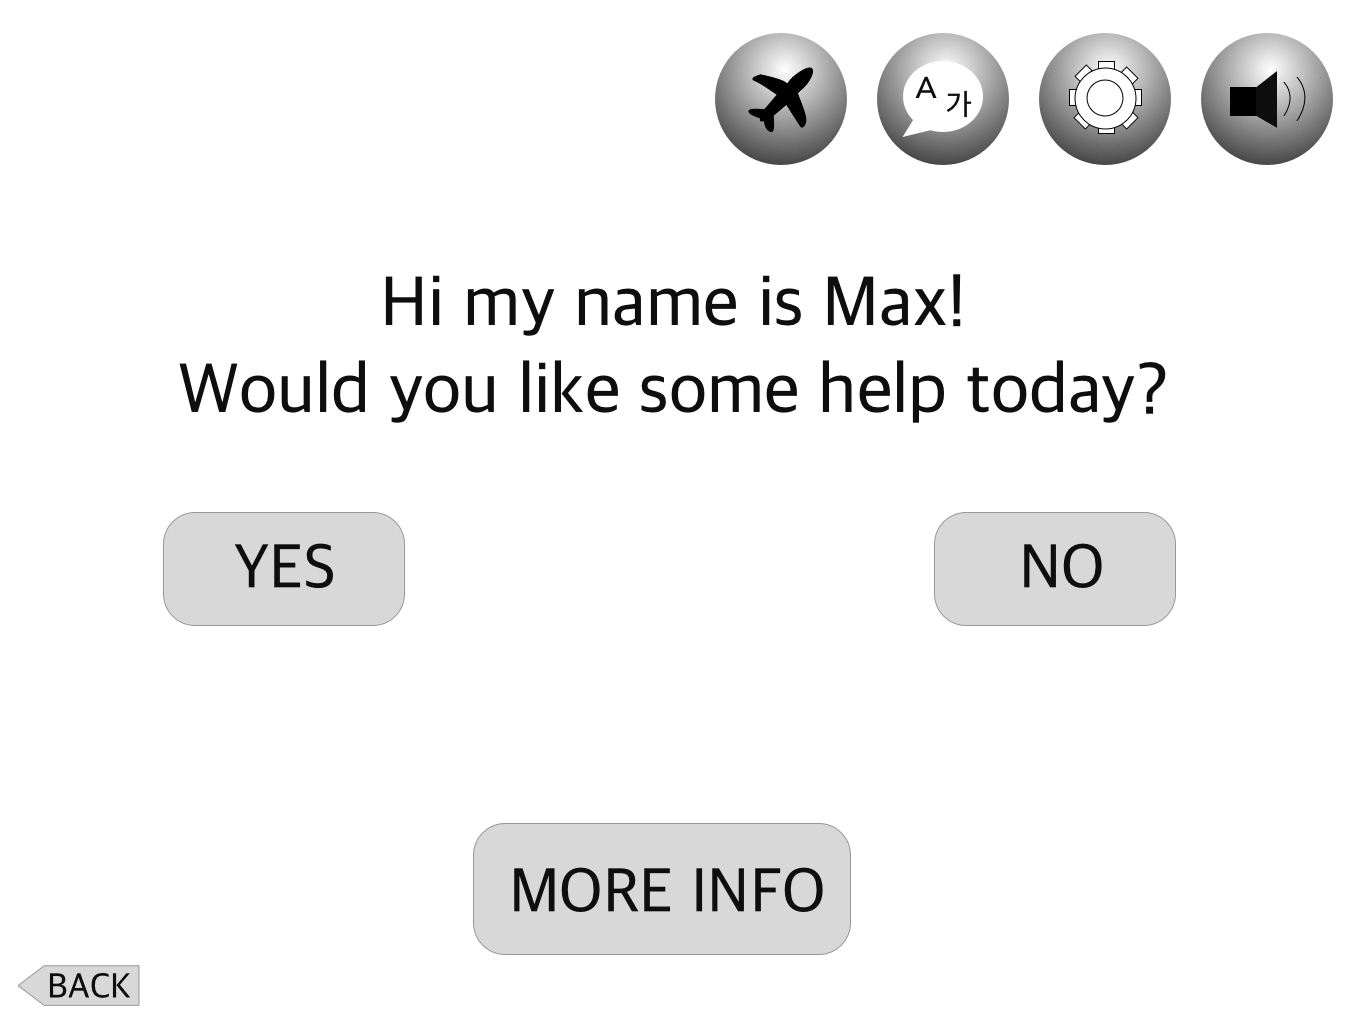 A 가
Hi my name is Max!
Would you like some help today?
YES
NO
MORE INFO
BACK